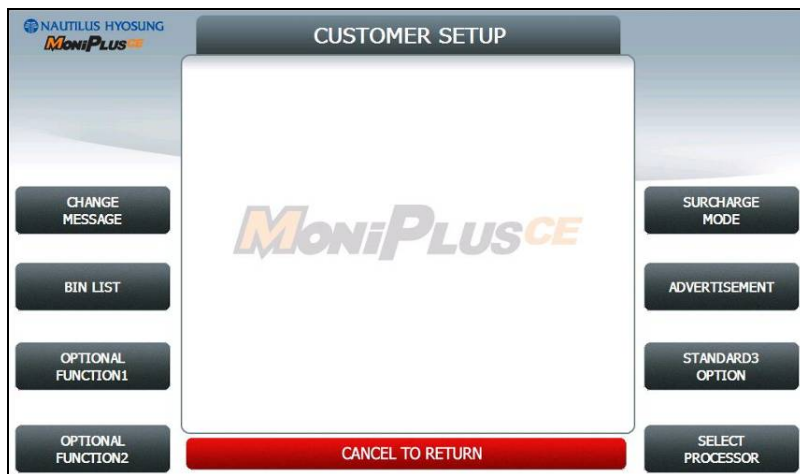 NAUTILUS HYOSUNG
MONiPLUSCE
CUSTOMER SETUP
CHANGE
MESSAGE
BIN LIST
OPTIONAL
FUNCTION1
OPTIONAL
FUNCTION2
MONiPLUSCE
SURCHARGE
MODE
ADVERTISEMENT
STANDARD3
OPTION
SELECT
PROCESSOR
CANCEL TO RETURN